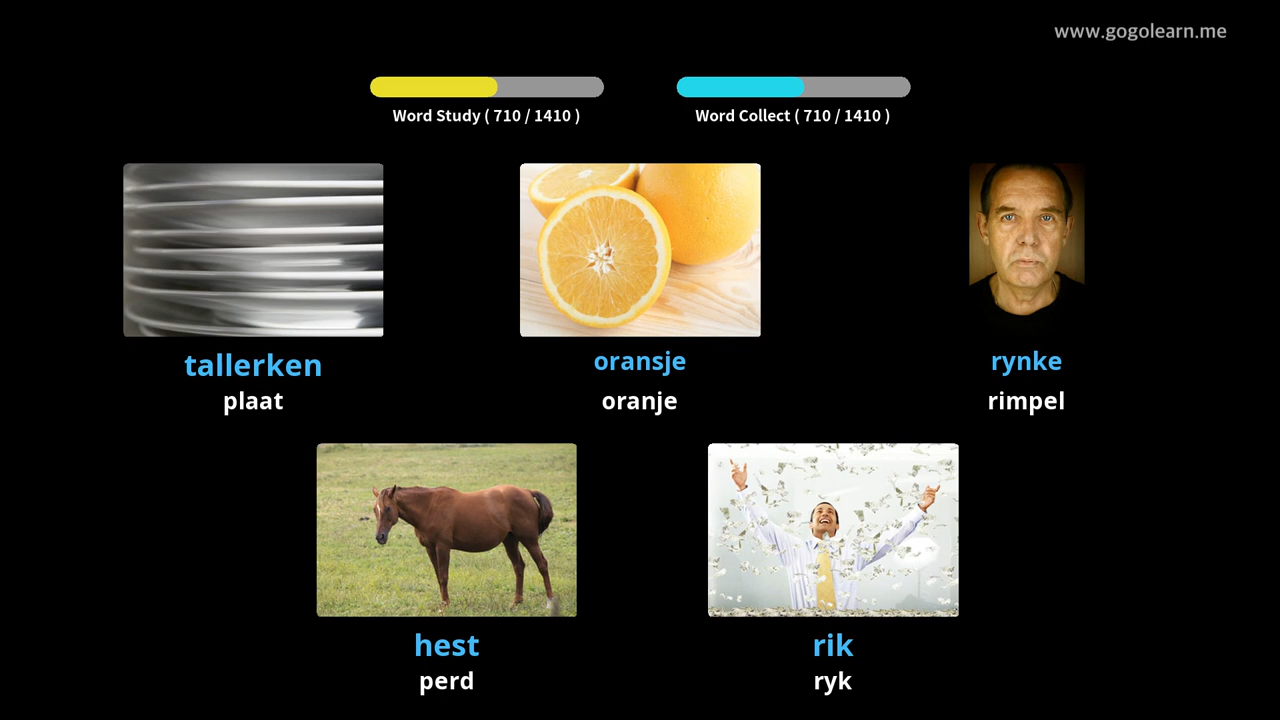 www.gogolearn.me
Word Study ( 710 / 1410 )
Word Collect ( 710 / 1410 )
tallerken
plaat
oransje
oranje
rynke
rimpel
hest
perd
rik
ryk